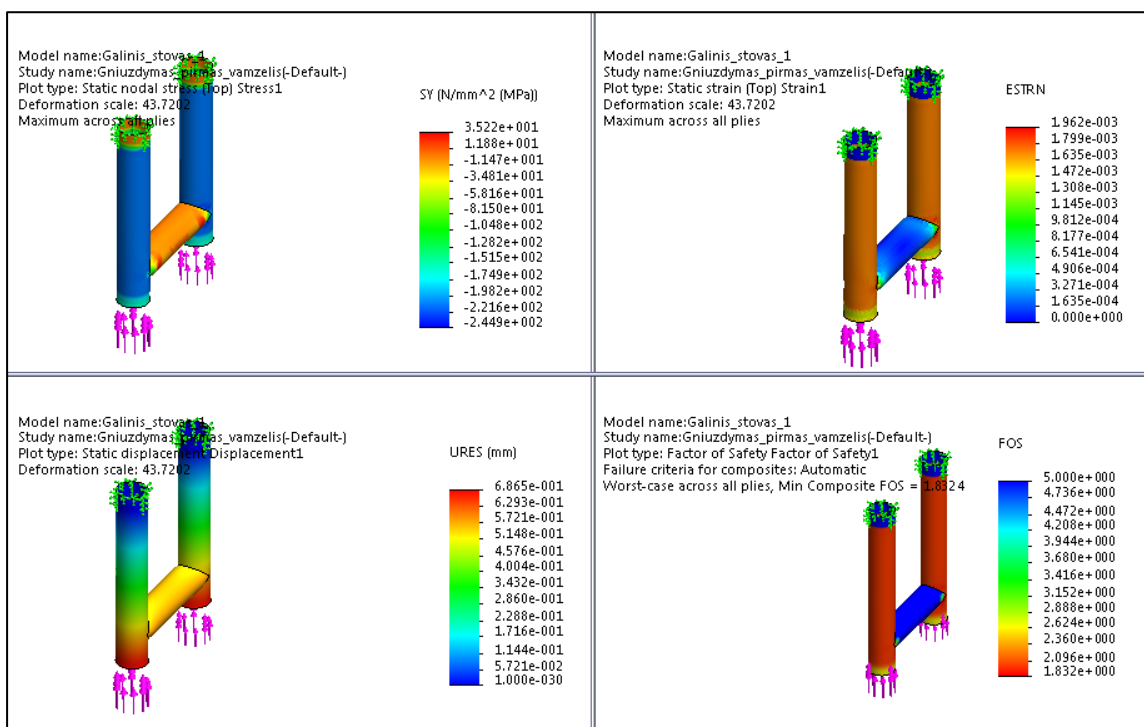 Model name:Galinis_stovas_1
Study name:Gniuzdymas_pirmas_vamzelis(-Default-)
Plot type: Static nodal stress (Top) Stress1
Deformation scale: 43.7202
Maximum across all plies
SY (N/mm^2 (MPa))
3.522e+001
1.188e+001
-1.147e+001
-3.481e+001
-5.816e+001
-8.150e+001
-1.048e+002
-1.282e+002
-1.515e+002
-1.749e+002
-1.982e+002
-2.216e+002
-2.449e+002
Model name:Galinis_stovas_1
Study name:Gniuzdymas_pirmas_vamzelis(-Default-)
Plot type: Static strain (Top) Strain1
Deformation scale: 43.7202
Maximum across all plies
ESTRN
1.962e-003
1.799e-003
1.635e-003
1.472e-003
1.308e-003
1.145e-003
9.812e-004
8.177e-004
6.541e-004
4.906e-004
3.271e-004
1.635e-004
0.000e+000
Model name:Galinis_stovas_1
Study name:Gniuzdymas_pirmas_vamzelis(-Default-)
Plot type: Static displacement Displacement1
Deformation scale: 43.7202
URES (mm)
6.865e-001
6.293e-001
5.721e-001
5.148e-001
4.576e-001
4.004e-001
3.432e-001
2.860e-001
2.288e-001
1.716e-001
1.144e-001
5.721e-002
1.000e-030
Model name:Galinis_stovas_1
Study name:Gniuzdymas_pirmas_vamzelis(-Default-)
Plot type: Factor of Safety Factor of Safety1
Failure criteria for composites: Automatic
Worst-case across all plies, Min Composite FOS = 1.8324
FOS
5.000e+000
4.736e+000
4.472e+000
4.208e+000
3.944e+000
3.680e+000
3.416e+000
3.152e+000
2.888e+000
2.624e+000
2.360e+000
2.096e+000
1.832e+000